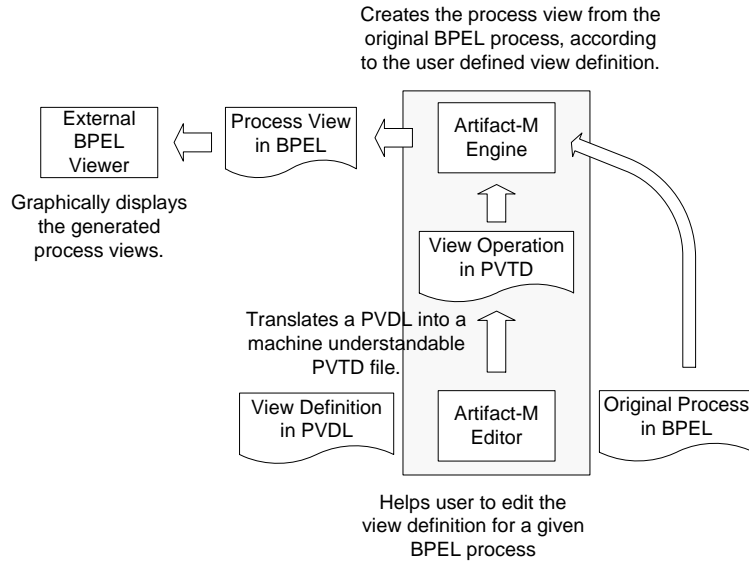 Creates the process view from the
original BPEL process, according
to the user defined view definition.
External
BPEL
Viewer
Process View
in BPEL
Artifact-M
Engine
Graphically displays
the generated
process views.
View Operation
in PVTD
Translates a PVDL into a
machine understandable
PVTD file.
View Definition
in PVDL
Artifact-M
Editor
Original Process
in BPEL
Helps user to edit the
view definition for a given
BPEL process